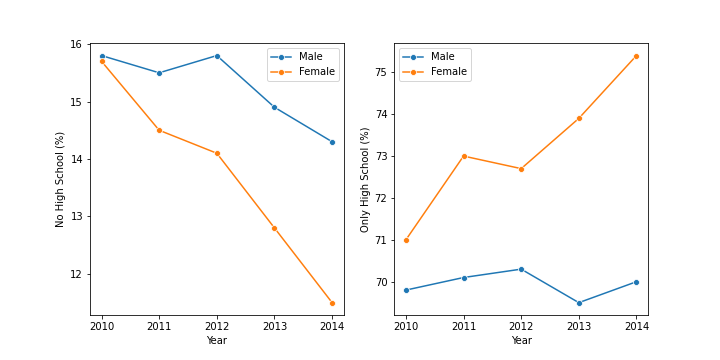 16
15
14
13
12
No High School (%)
2010 2011 2012 2013 2014
Year
Male
Female
75
74
73
72
71
70
Only High School (%)
2010 2011 2012 2013 2014
Year
Male
Female